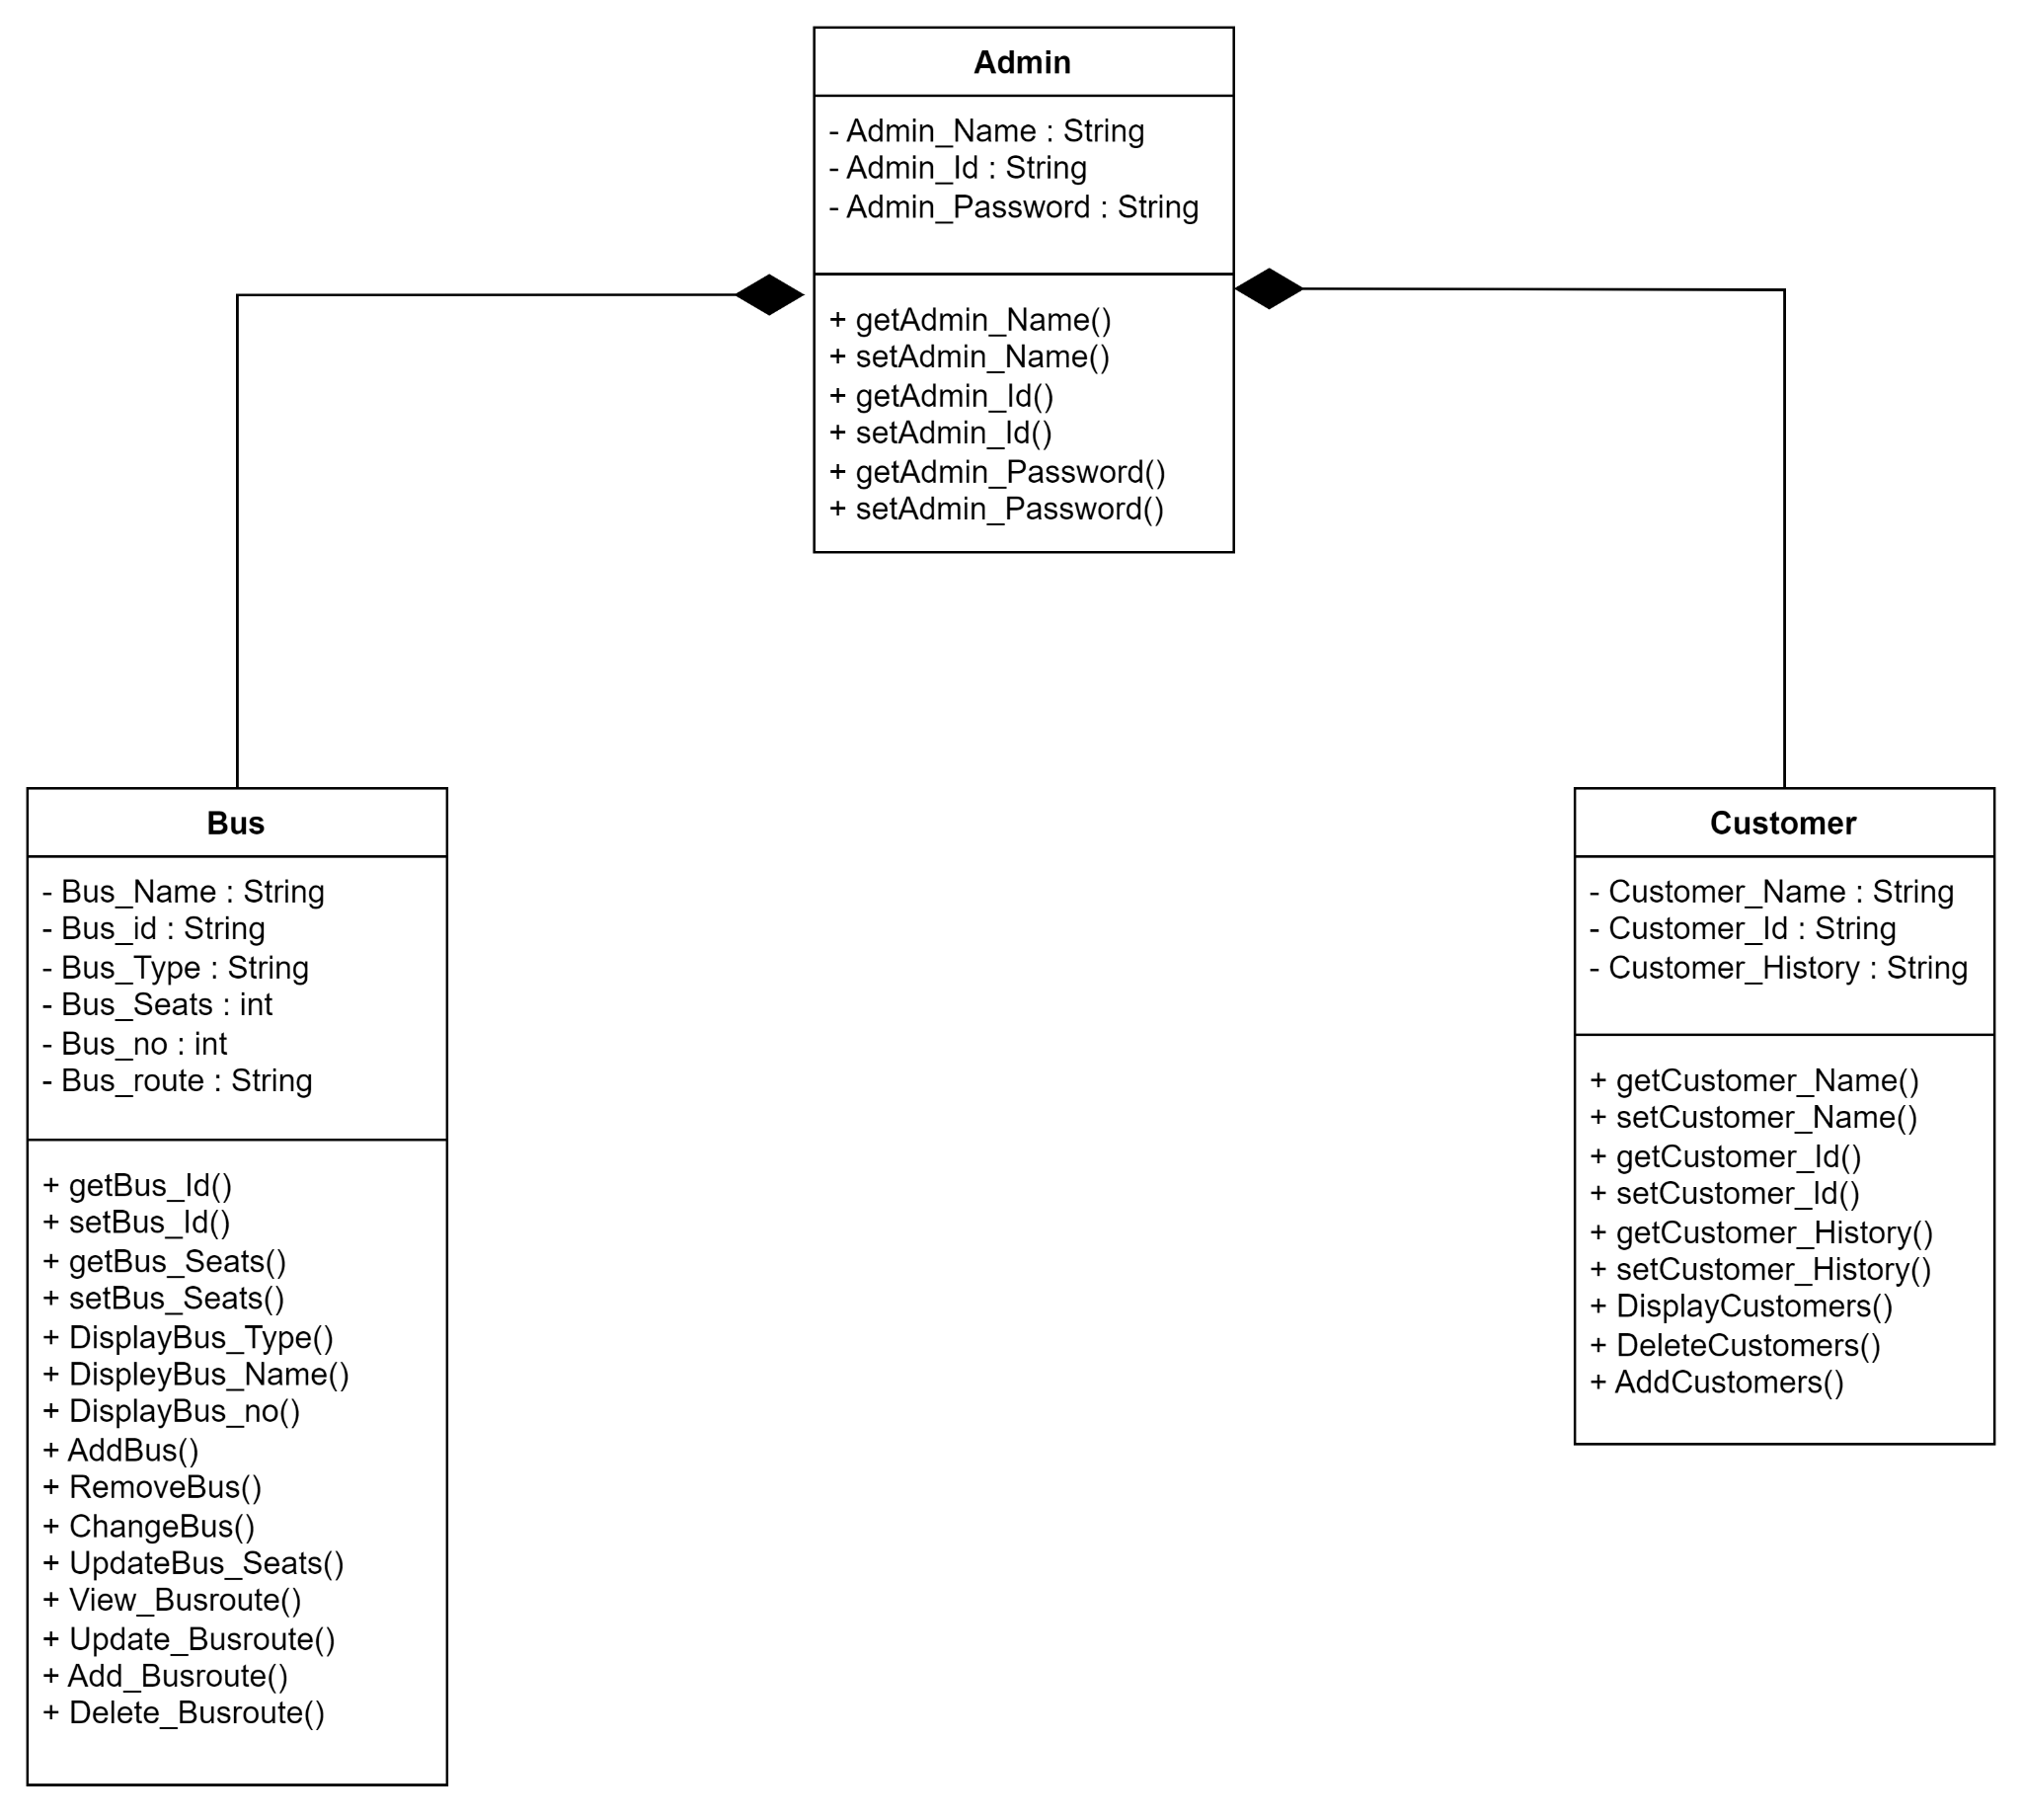 Admin
- Admin_Name : String
- Admin_Id : String
- Admin_Password : String
+ getAdmin_Name()
+ setAdmin_Name()
+ getAdmin_Id()
+ setAdmin_Id()
+ getAdmin_Password()
+ setAdmin_Password()
Bus
- Bus_Name : String
- Bus_id : String
- Bus_Type : String
- Bus_Seats : int
- Bus_no : int
- Bus_route : String
+ getBus_Id()
+ setBus_Id()
+ getBus_Seats()
+ setBus_Seats()
+ DisplayBus_Type()
+ DispleyBus_Name()
+ DisplayBus_no()
+ AddBus()
+ RemoveBus()
+ ChangeBus()
+ UpdateBus_Seats()
+ View_Busroute()
+ Update_Busroute()
+ Add_Busroute()
+ Delete_Busroute()
Customer
- Customer_Name : String
- Customer_Id : String
- Customer_History : String
+ getCustomer_Name()
+ setCustomer_Name()
+ getCustomer_Id()
+ setCustomer_Id()
+ getCustomer_History()
+ setCustomer_History()
+ DisplayCustomers()
+ DeleteCustomers()
+ AddCustomers()